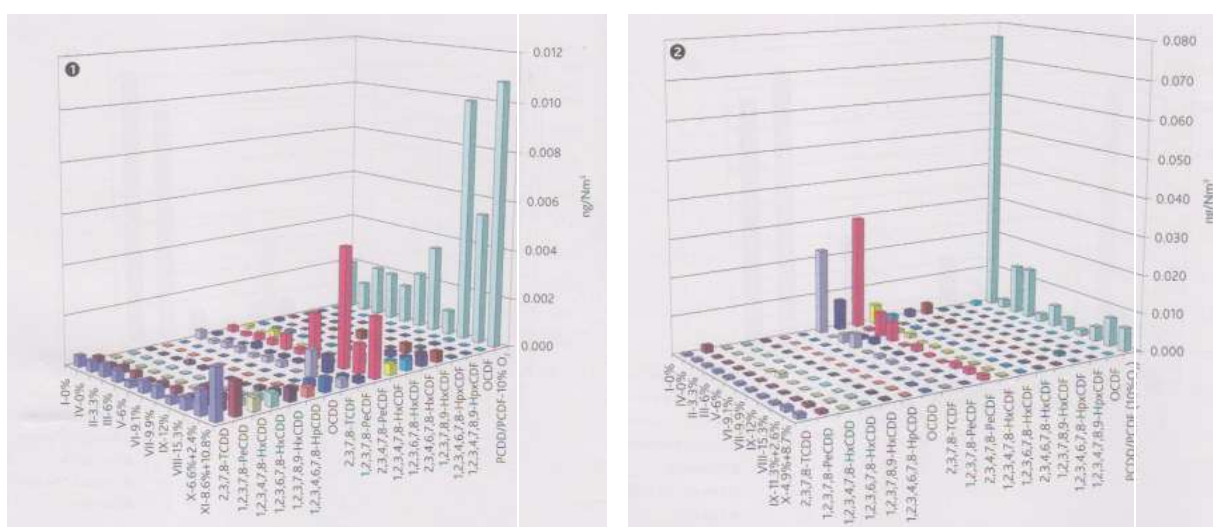 1
0.012
0.010
0.008
0.006
0.004
0.002
0.000
ng/Nm³
I-0%
IV-0%
II-3.3%
III-6%
V-6%
VI-9.1%
VII-9.9%
IX-12%
VIII-15.3%
X-6.6%+2.4%
XI-8.6%+10.8%
2,3,7,8-TCDD
1,2,3,7,8-PeCDD
1,2,3,4,7,8-HxCDD
1,2,3,6,7,8-HxCDD
1,2,3,7,8,9-HxCDD
1,2,3,4,6,7,8-HpCDD
OCDD
2,3,7,8-TCDF
1,2,3,7,8-PeCDF
2,3,4,7,8-PeCDF
1,2,3,4,7,8-HxCDF
1,2,3,6,7,8-HxCDF
2,3,4,6,7,8-HxCDF
1,2,3,7,8,9-HxCDF
1,2,3,4,6,7,8-HpxCDF
1,2,3,4,7,8,9-HpxCDF
OCDF
PCDD/PCDF-10% O₂
2
0.080
0.070
0.060
0.050
0.040
0.030
0.020
0.010
0.000
ng/Nm³
I-0%
IV-0%
II-3.3%
III-6%
V-6%
VI-9.1%
VII-9.9%
IX-12%
VIII-15.3%
IX-11.3%+2.6%
X-4.9%+8.7%
2,3,7,8-TCDD
1,2,3,7,8-PeCDD
1,2,3,4,7,8-HxCDD
1,2,3,6,7,8-HxCDD
1,2,3,7,8,9-HxCDD
1,2,3,4,6,7,8-HpCDD
OCDD
2,3,7,8-TCDF
1,2,3,7,8-PeCDF
2,3,4,7,8-PeCDF
1,2,3,4,7,8-HxCDF
1,2,3,6,7,8-HxCDF
2,3,4,6,7,8-HxCDF
1,2,3,7,8,9-HxCDF
1,2,3,4,6,7,8-HpxCDF
1,2,3,4,7,8,9-HpxCDF
OCDF
PCDD/PCDF (10% O₂)